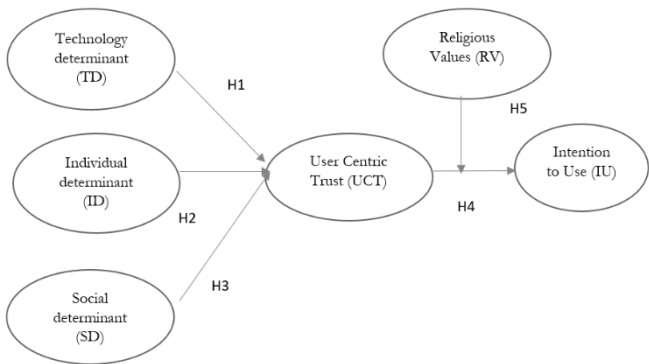 Technology
determinant
(TD)
H1
Religious
Values (RV)
H5
Individual
determinant
(ID)
H2
User Centric
Trust (UCT)
H4
Intention
to Use (IU)
H3
Social
determinant
(SD)